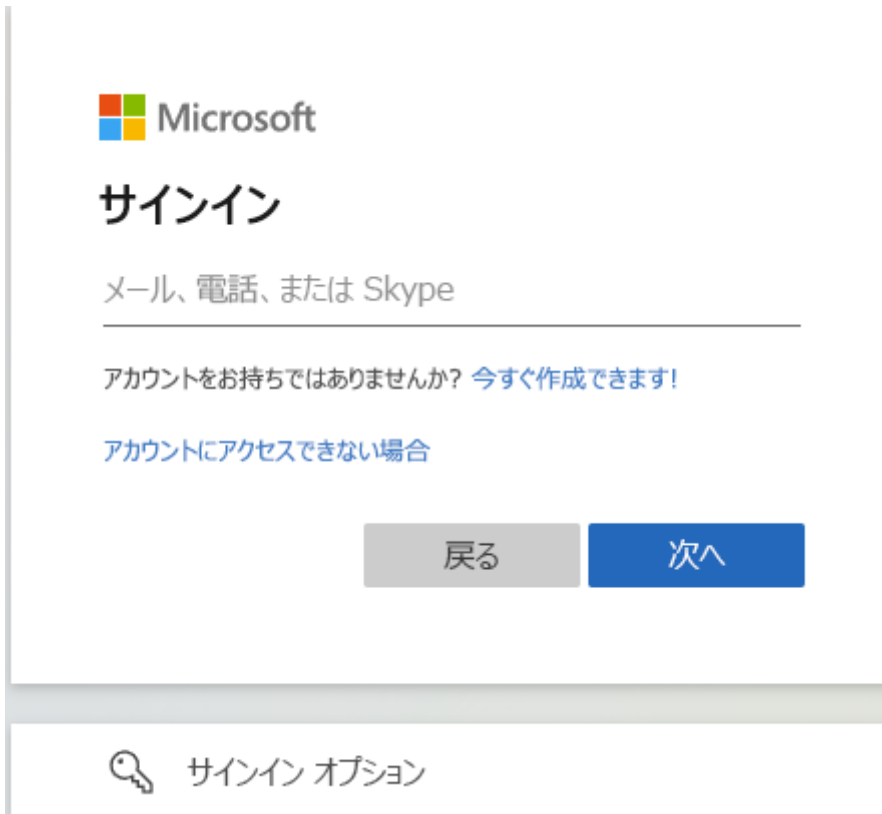 Microsoft
サインイン
メール、電話、または Skype
アカウントをお持ちではありませんか? 今すぐ作成できます!
アカウントにアクセスできない場合
戻る 次へ
サインイン オプション